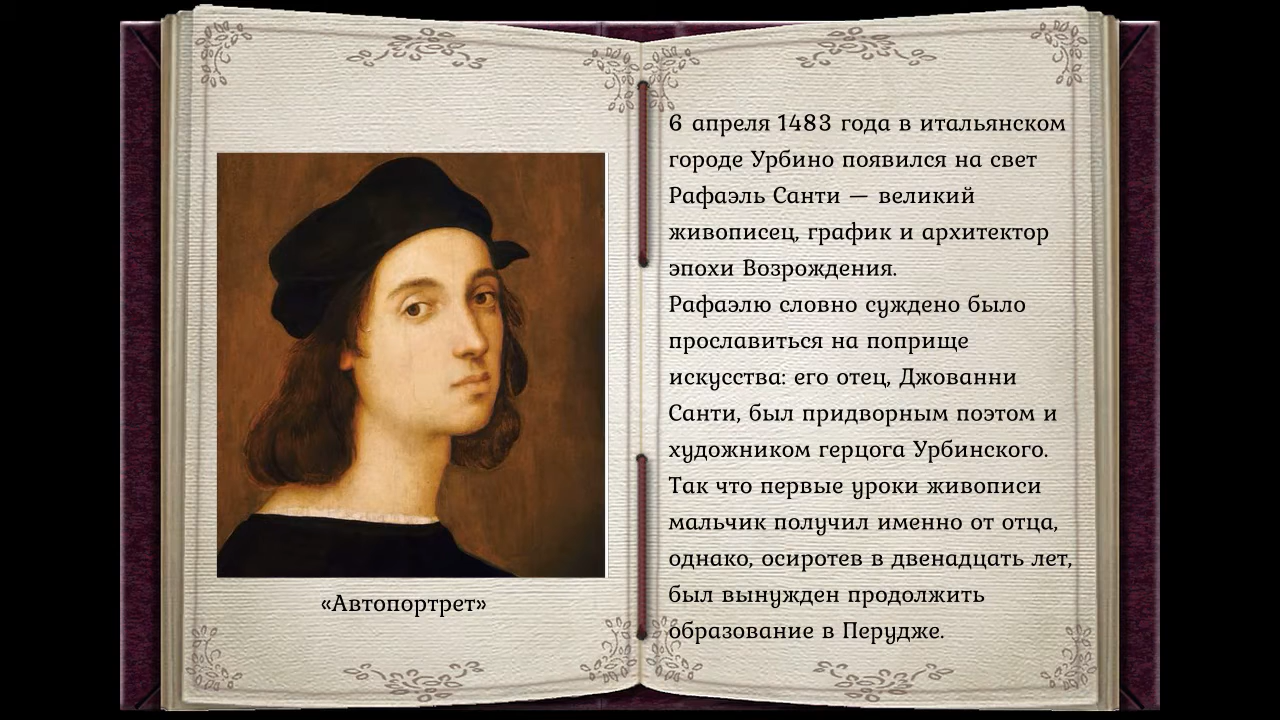 «Автопортрет»
6 апреля 1483 года в итальянском
городе Урбино появился на свет
Рафаэль Санти — великий
живописец, график и архитектор
эпохи Возрождения.
Рафаэлю словно суждено было
прославиться на поприще
искусства: его отец, Джованни
Санти, был придворным поэтом и
художником герцога Урбинского.
Так что первые уроки живописи
мальчик получил именно от отца,
однако, осиротев в двенадцать лет,
был вынужден продолжить
образование в Перудже.